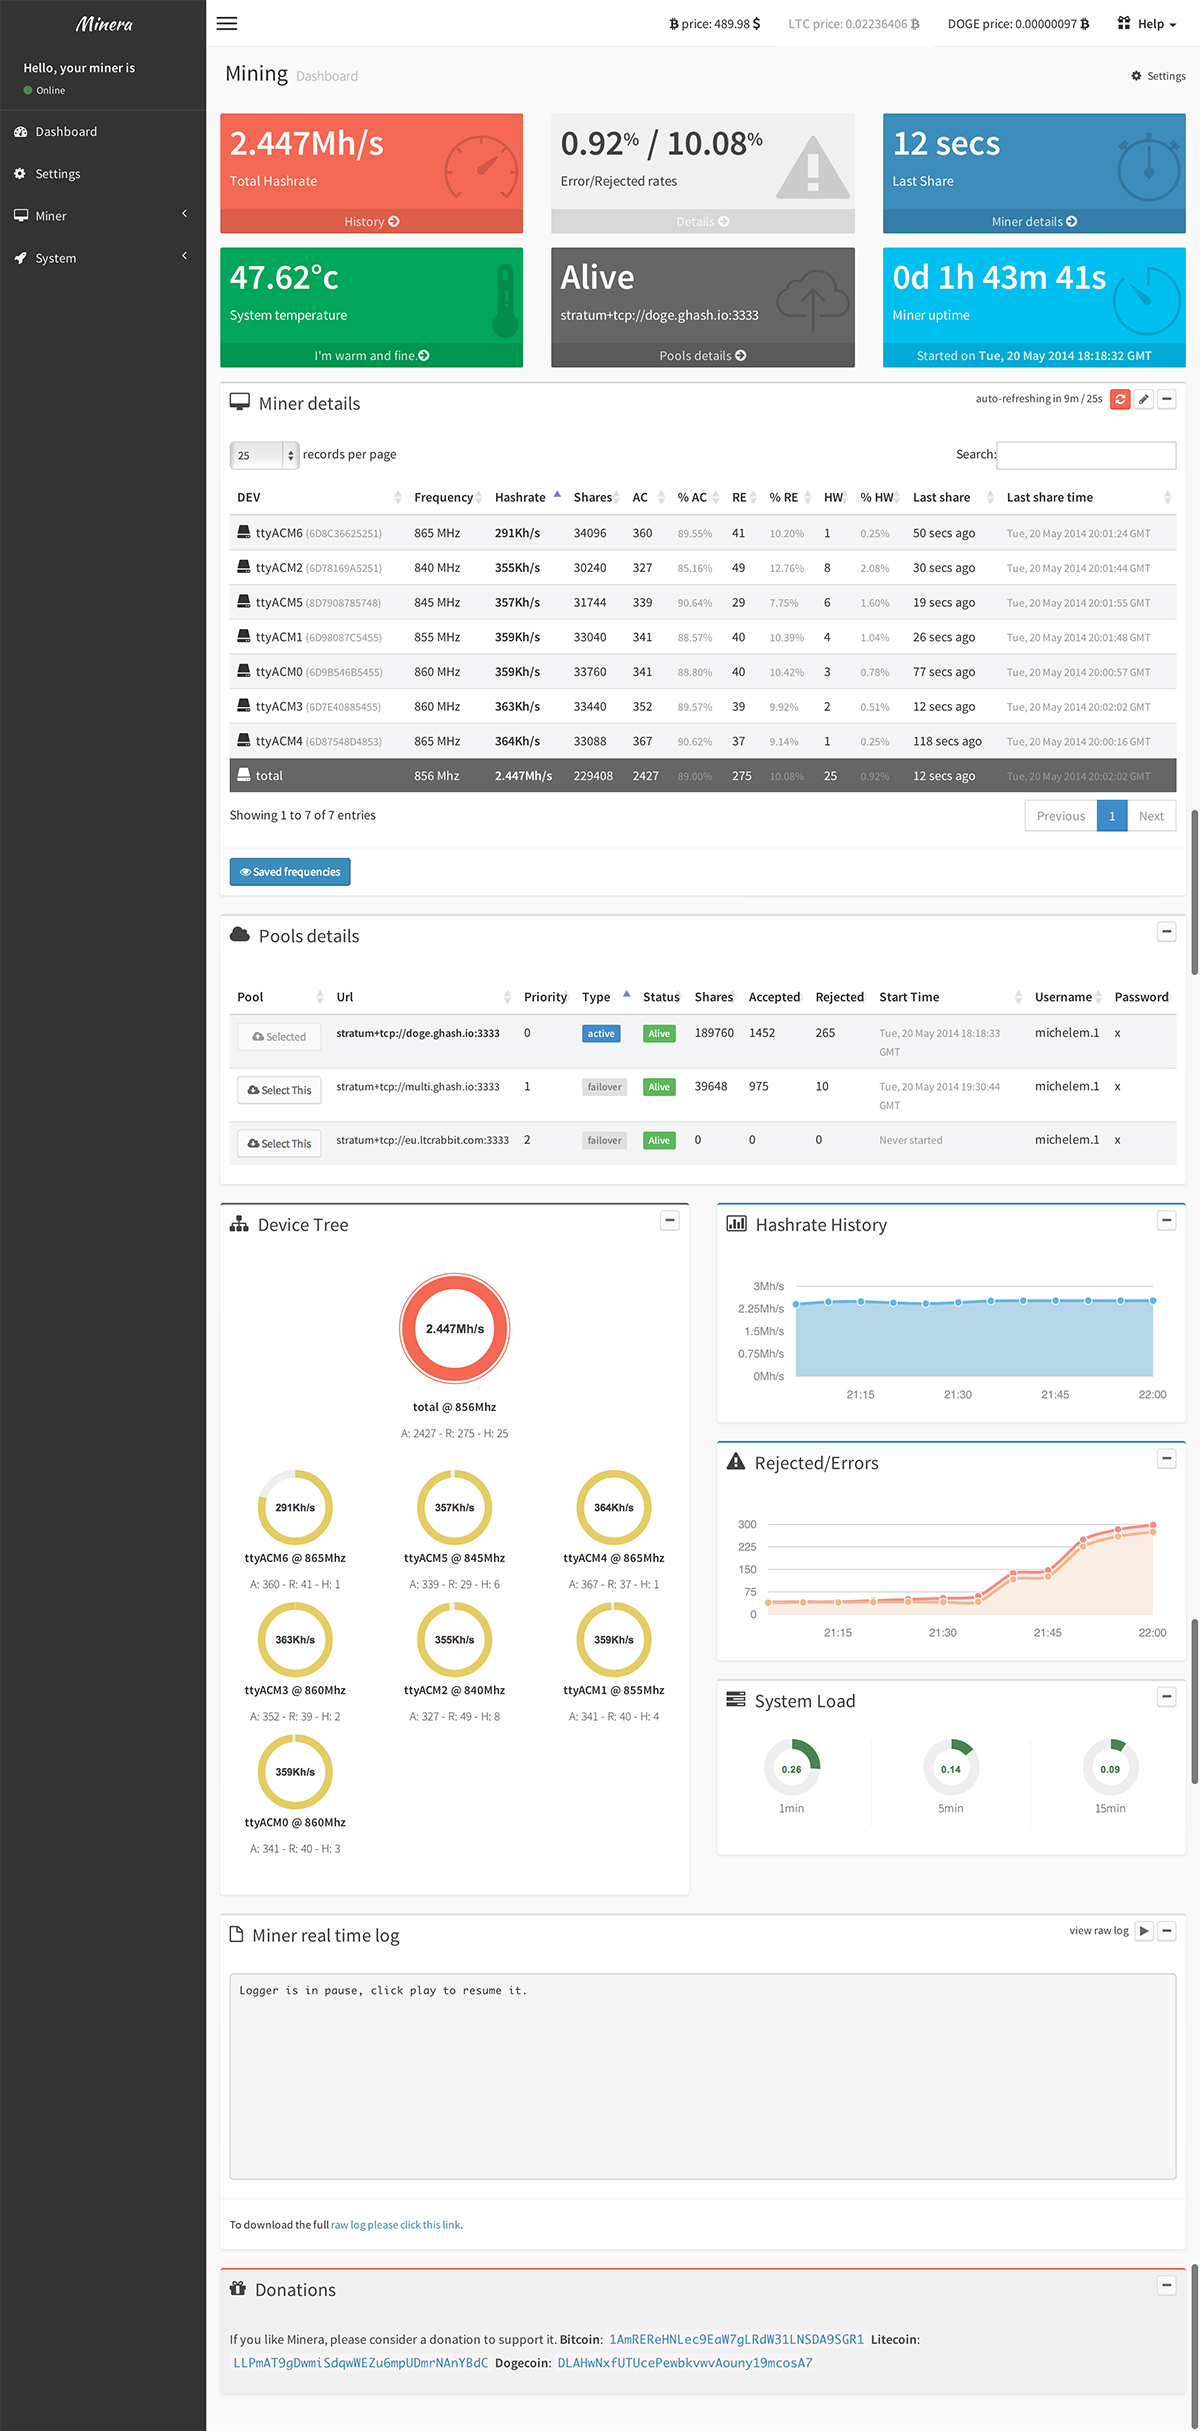 Minera
Hello, your miner is
Online
Dashboard
Settings
Miner
System
price: 489.98 $
LTC price: 0.02236406
DOGE price: 0.00000097
Help
Mining Dashboard
Settings
2.447Mh/s
Total Hashrate
History
0.92% / 10.08%
Error/Rejected rates
Details
12 secs
Last Share
Miner details
47.62°c
System temperature
I'm warm and fine.
Alive
stratum+tcp://doge.ghash.io:3333
Pools details
0d 1h 43m 41s
Miner uptime
Started on Tue, 20 May 2014 18:18:32 GMT
Miner details
auto-refreshing in 9m / 25s
25 records per page
Search:
DEV Frequency Hashrate Shares AC % AC RE % RE HW % HW Last share Last share time
ttyACM6 (6D8C36625251) 865 MHz 291Kh/s 34096 360 89.55% 41 10.20% 1 0.25% 50 secs ago Tue, 20 May 2014 20:01:24 GMT
ttyACM2 (6D78169A5251) 840 MHz 355Kh/s 30240 327 85.16% 49 12.76% 8 2.08% 30 secs ago Tue, 20 May 2014 20:01:44 GMT
ttyACM5 (8D7908785748) 845 MHz 357Kh/s 31744 339 90.64% 29 7.75% 6 1.60% 19 secs ago Tue, 20 May 2014 20:01:55 GMT
ttyACM1 (6D98087C5455) 855 MHz 359Kh/s 33040 341 88.57% 40 10.39% 4 1.04% 26 secs ago Tue, 20 May 2014 20:01:48 GMT
ttyACM0 (6D9B546B5455) 860 MHz 359Kh/s 33760 341 88.80% 40 10.42% 3 0.78% 77 secs ago Tue, 20 May 2014 20:00:57 GMT
ttyACM3 (6D7E40885455) 860 MHz 363Kh/s 33440 352 89.57% 39 9.92% 2 0.51% 12 secs ago Tue, 20 May 2014 20:02:02 GMT
ttyACM4 (6D87548D4853) 865 MHz 364Kh/s 33088 367 90.62% 37 9.14% 1 0.25% 118 secs ago Tue, 20 May 2014 20:00:16 GMT
total 856 Mhz 2.447Mh/s 229408 2427 89.00% 275 10.08% 25 0.92% 12 secs ago Tue, 20 May 2014 20:02:02 GMT
Showing 1 to 7 of 7 entries
Previous 1 Next
Saved frequencies
Pools details
Pool Url Priority Type Status Shares Accepted Rejected Start Time Username Password
Selected stratum+tcp://doge.ghash.io:3333 0 active Alive 189760 1452 265 Tue, 20 May 2014 18:18:33 GMT michelem.1 x
Select This stratum+tcp://multi.ghash.io:3333 1 failover Alive 39648 975 10 Tue, 20 May 2014 19:30:44 GMT michelem.1 x
Select This stratum+tcp://eu.ltcrabbit.com:3333 2 failover Alive 0 0 0 Never started michelem.1 x
Device Tree
2.447Mh/s
total @ 856Mhz
A: 2427 - R: 275 - H: 25
291Kh/s 357Kh/s 364Kh/s
ttyACM6 @ 865Mhz ttyACM5 @ 845Mhz ttyACM4 @ 865Mhz
A: 360 - R: 41 - H: 1 A: 339 - R: 29 - H: 6 A: 367 - R: 37 - H: 1
363Kh/s 355Kh/s 359Kh/s
ttyACM3 @ 860Mhz ttyACM2 @ 840Mhz ttyACM1 @ 855Mhz
A: 352 - R: 39 - H: 2 A: 327 - R: 49 - H: 8 A: 341 - R: 40 - H: 4
359Kh/s
ttyACM0 @ 860Mhz
A: 341 - R: 40 - H: 3
Hashrate History
3Mh/s
2.25Mh/s
1.5Mh/s
0.75Mh/s
0Mh/s
21:15 21:30 21:45 22:00
Rejected/Errors
300
225
150
75
0
21:15 21:30 21:45 22:00
System Load
0.26 0.14 0.09
1min 5min 15min
Miner real time log
view raw log
Logger is in pause, click play to resume it.
To download the full raw log please click this link.
Donations
If you like Minera, please consider a donation to support it. Bitcoin: 1AmREReHNLec9EaW7gLRdW31LNSDA9SGR1 Litecoin:
LLPmAT9gDwmiSdqwWEZu6mpUDmrNAnYBdC Dogecoin: DLAHwNxfUTUcePewbkvwvAouny19mcosA7